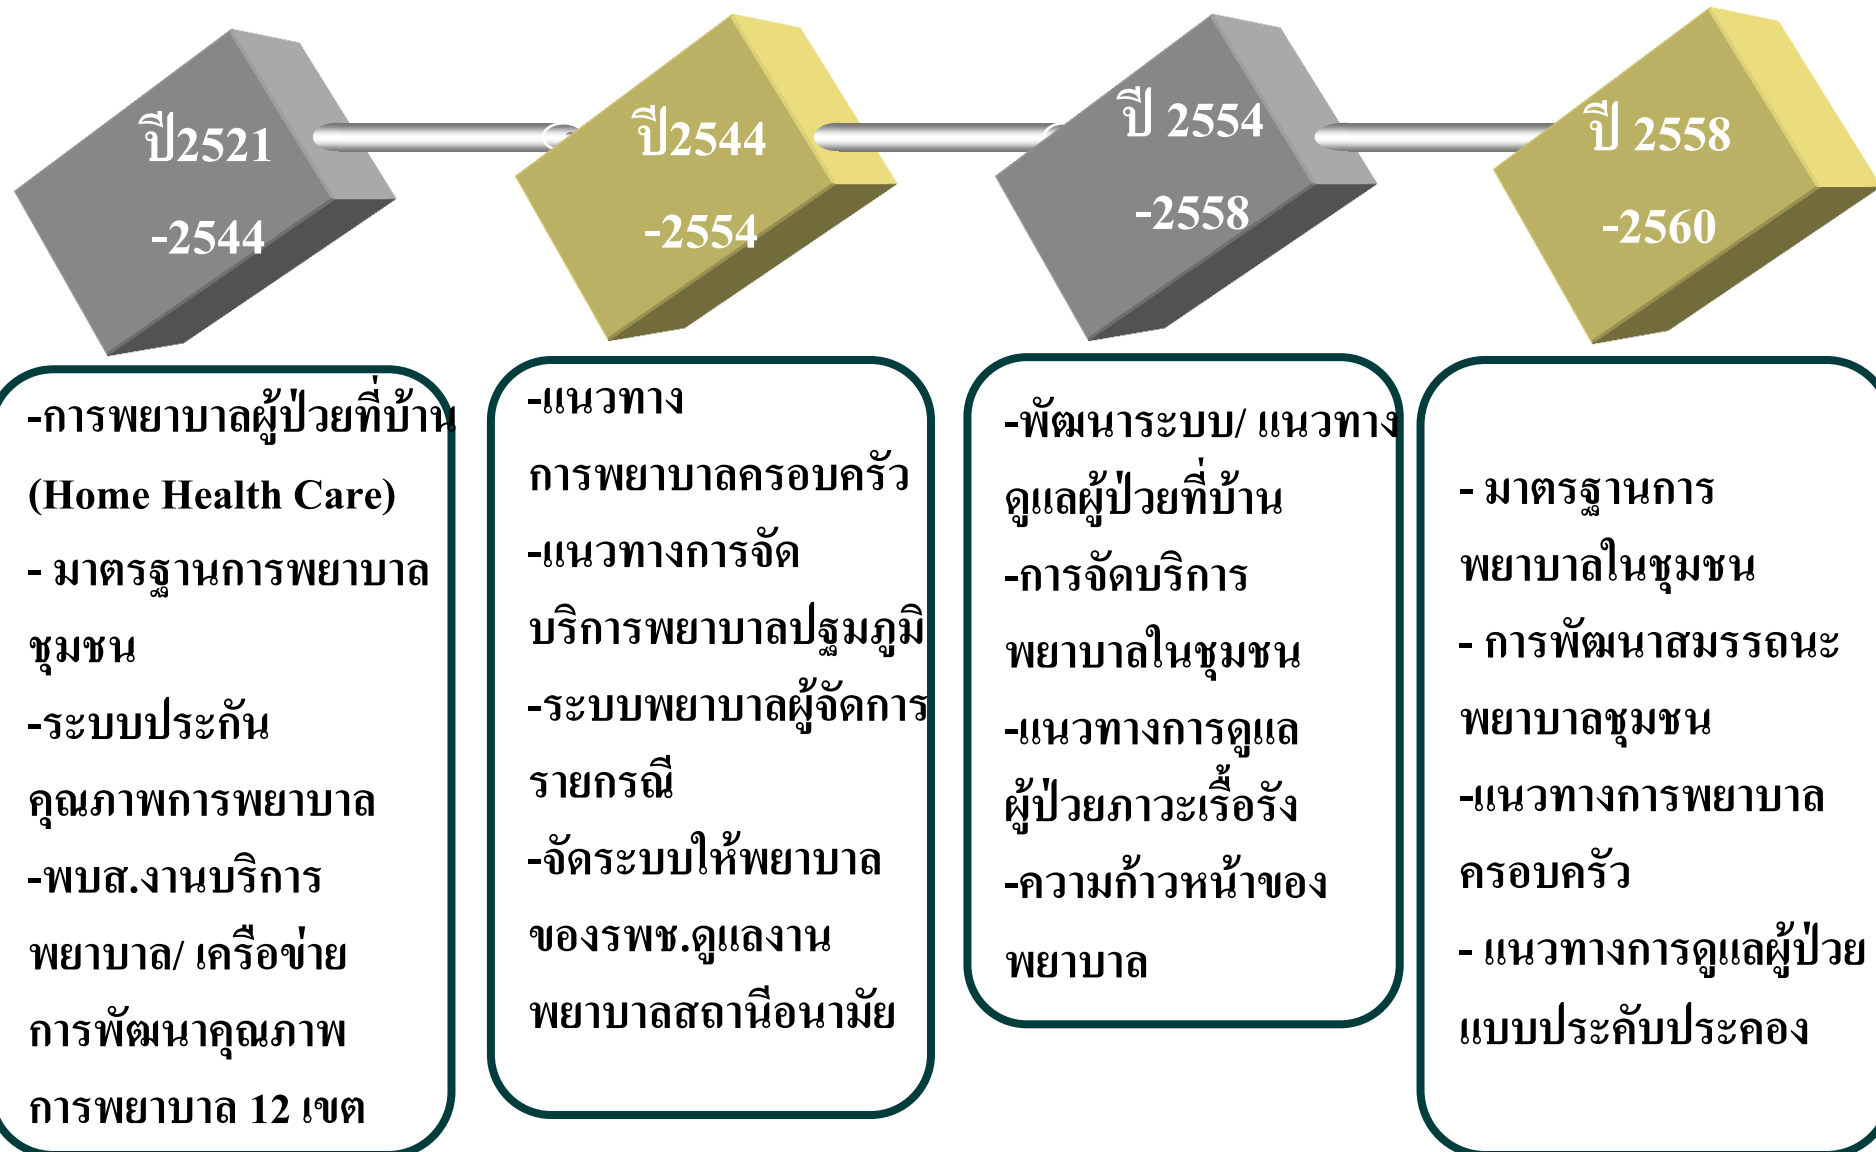 ปี2521
-2544
ปี2544
-2554
ปี 2554
-2558
ปี 2558
-2560
-การพยาบาลผู้ป่วยที่บ้าน
(Home Health Care)
- มาตรฐานการพยาบาล
ชุมชน
-ระบบประกัน
คุณภาพการพยาบาล
-พบส.งานบริการ
พยาบาล/ เครือข่าย
การพัฒนาคุณภาพ
การพยาบาล 12 เขต
-แนวทาง
การพยาบาลครอบครัว
-แนวทางการจัด
บริการพยาบาลปฐมภูมิ
-ระบบพยาบาลผู้จัดการ
รายกรณี
-จัดระบบให้พยาบาล
ของรพช.ดูแลงาน
พยาบาลสถานีอนามัย
-พัฒนาระบบ/ แนวทาง
ดูแลผู้ป่วยที่บ้าน
-การจัดบริการ
พยาบาลในชุมชน
-แนวทางการดูแล
ผู้ป่วยภาวะเรื้อรัง
-ความก้าวหน้าของ
พยาบาล
- มาตรฐานการ
พยาบาลในชุมชน
- การพัฒนาสมรรถนะ
พยาบาลชุมชน
-แนวทางการพยาบาล
ครอบครัว
- แนวทางการดูแลผู้ป่วย
แบบประคับประคอง